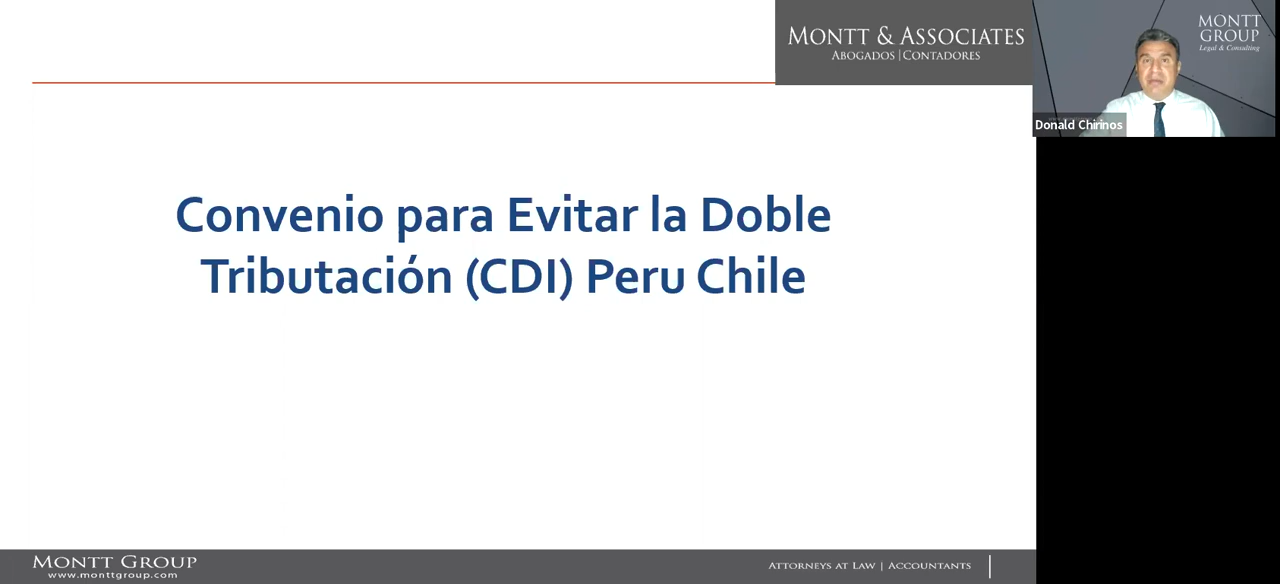 MONTT & ASSOCIATES
ABOGADOS | CONTADORES
MONTT
GROUP
Legal & Consulting
Donald Chirinos
Convenio para Evitar la Doble
Tributación (CDI) Peru Chile
MONTT GROUP
www.monttgroup.com
ATTORNEYS AT LAW | ACCOUNTANTS